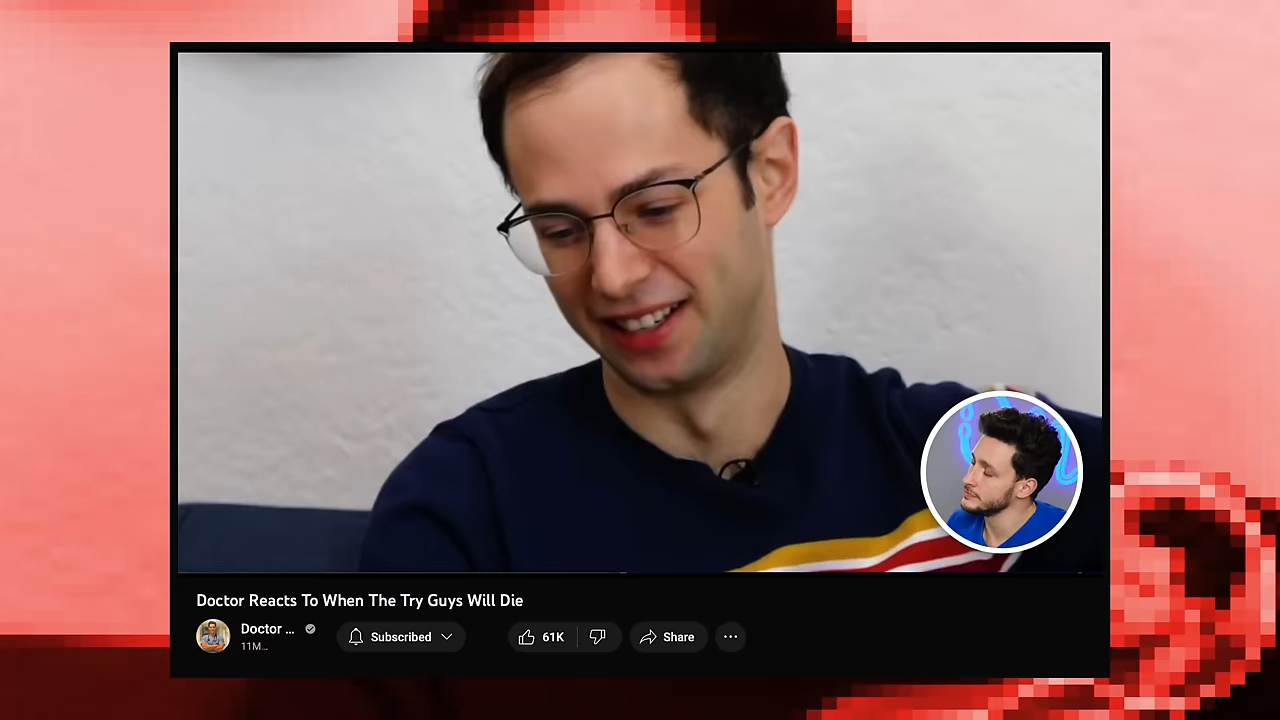 Doctor Reacts To When The Try Guys Will Die
Doctor ...
11M...
Subscribed
61K
Share